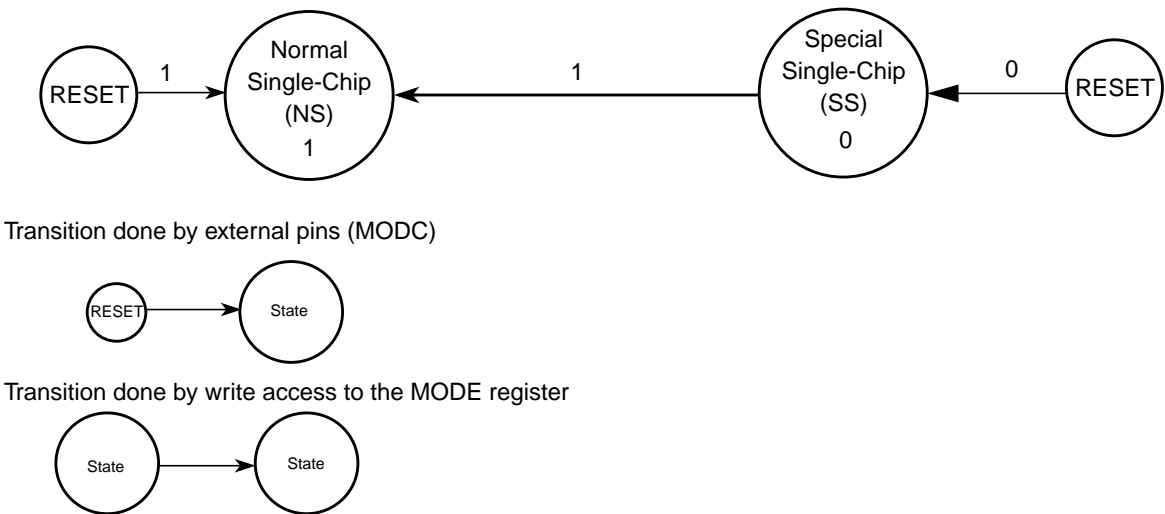 RESET
1
Normal
Single-Chip
(NS)
1
1
Special
Single-Chip
(SS)
0
0
RESET
Transition done by external pins (MODC)
RESET
State
Transition done by write access to the MODE register
State
State